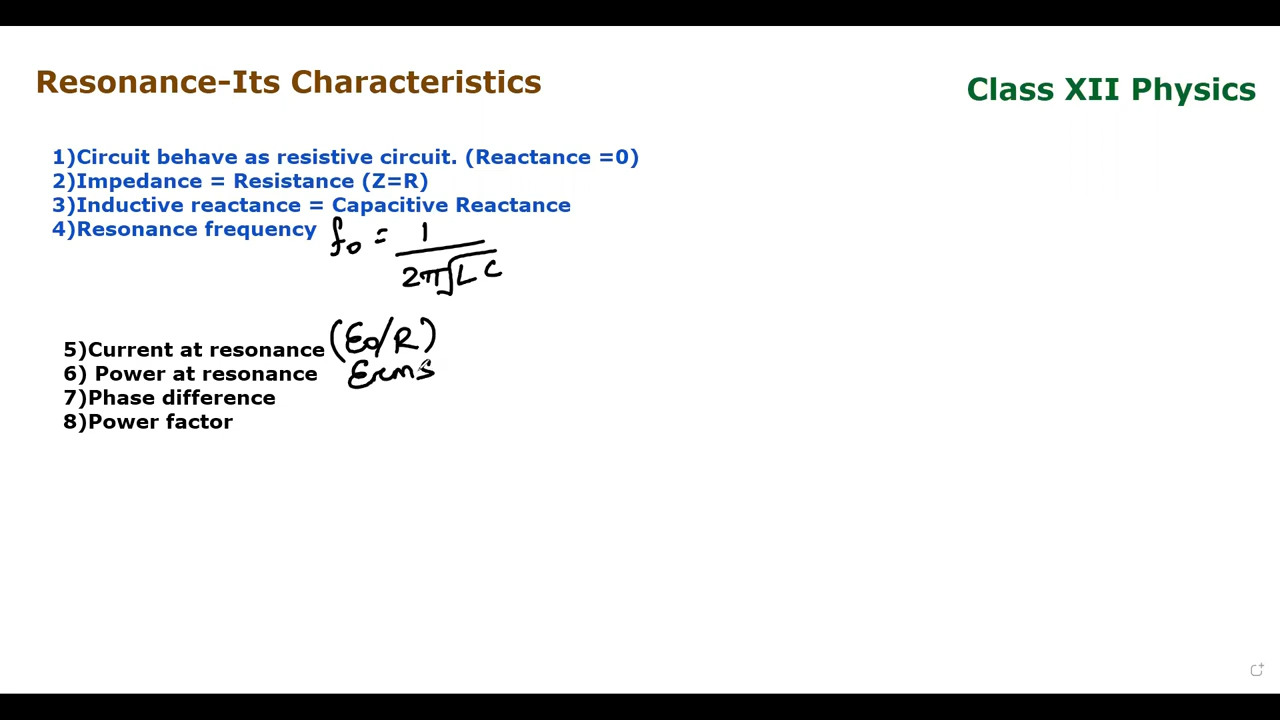 Resonance-Its Characteristics
Class XII Physics
1)Circuit behave as resistive circuit. (Reactance =0)
2)Impedance = Resistance (Z=R)
3)Inductive reactance = Capacitive Reactance
4)Resonance frequency f₀ = 1 / 2π√LC
5)Current at resonance (E₀/R)
6) Power at resonance Erms
7)Phase difference
8)Power factor